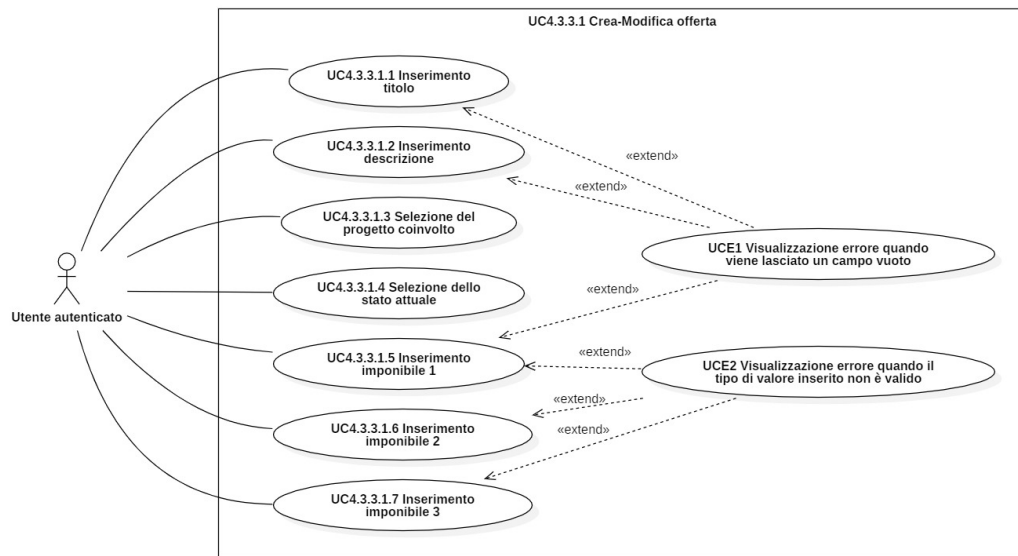 UC4.3.3.1 Crea-Modifica offerta
UC4.3.3.1.1 Inserimento
titolo
UC4.3.3.1.2 Inserimento
descrizione
«extend»
«extend»
UC4.3.3.1.3 Selezione del
progetto coinvolto
UCE1 Visualizzazione errore quando
viene lasciato un campo vuoto
UC4.3.3.1.4 Selezione dello
stato attuale
«extend»
Utente autenticato
UC4.3.3.1.5 Inserimento
imponibile 1
«extend»
UCE2 Visualizzazione errore quando il
tipo di valore inserito non è valido
«extend»
UC4.3.3.1.6 Inserimento
imponibile 2
«extend»
UC4.3.3.1.7 Inserimento
imponibile 3